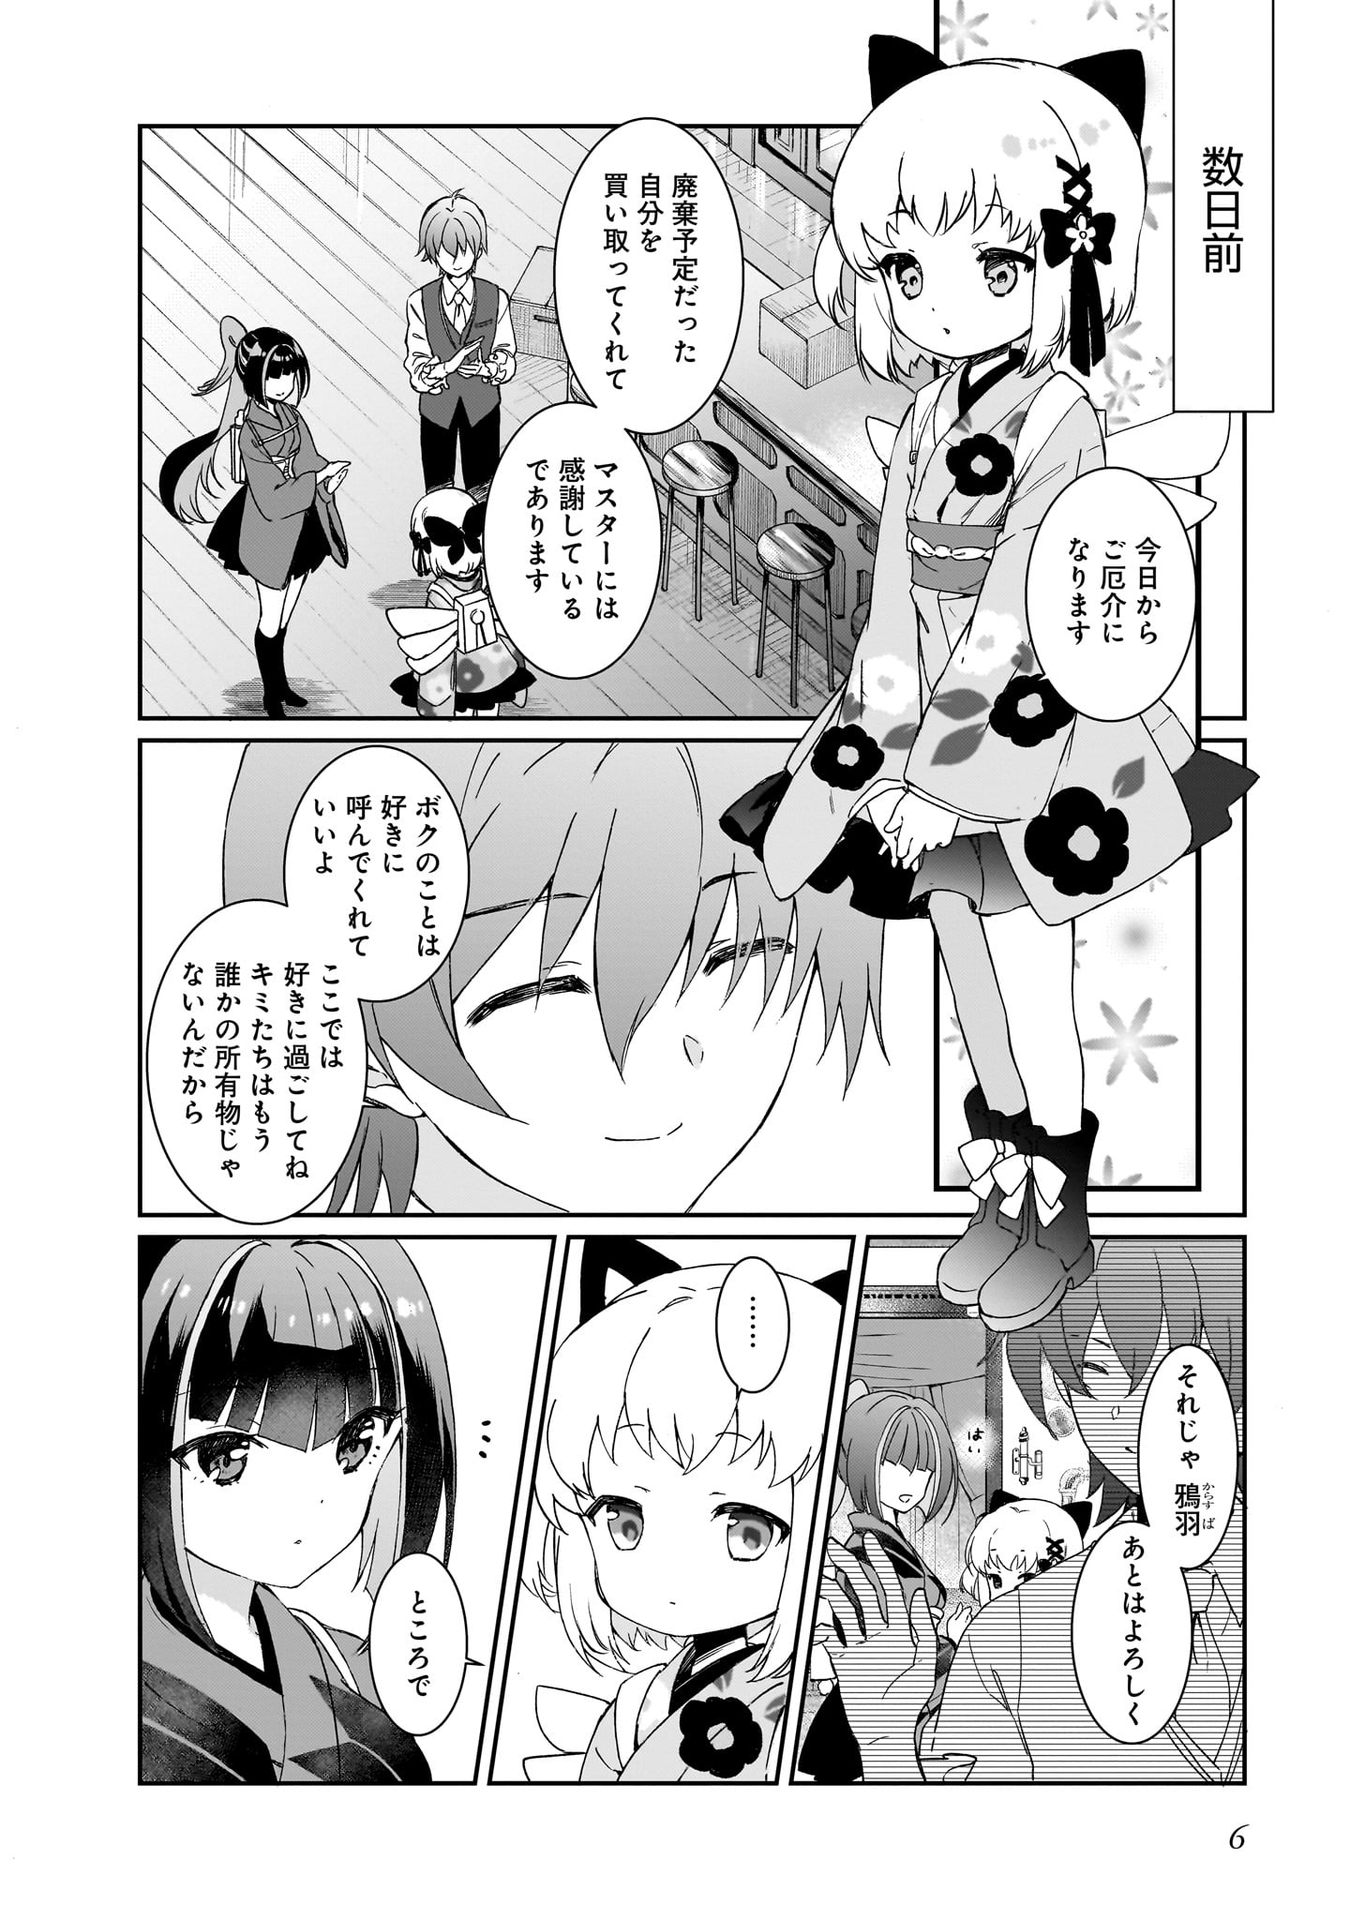 数日前
今日から
ご厄介に
なります
廃棄予定だった
自分を
買い取ってくれて
マスターには
感謝している
であります
ボクのことは
好きに
呼んでくれて
いいよ
ここでは
好きに過ごしてね
キミたちはもう
誰かの所有物じゃ
ないんだから
それじゃ鴉羽
からすば
あとはよろしく
はい
……
ところで
6